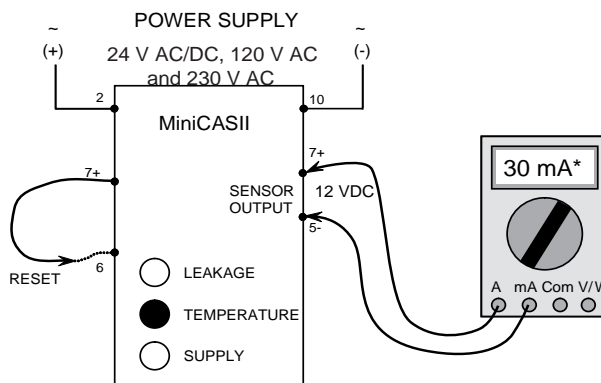 POWER SUPPLY
~
(+)
~
(-)
24 V AC/DC, 120 V AC
and 230 V AC
2
10
MiniCASII
7+
7+
SENSOR
OUTPUT
12 VDC
5-
30 mA*
RESET
6
LEAKAGE
TEMPERATURE
SUPPLY
A mA Com V/W